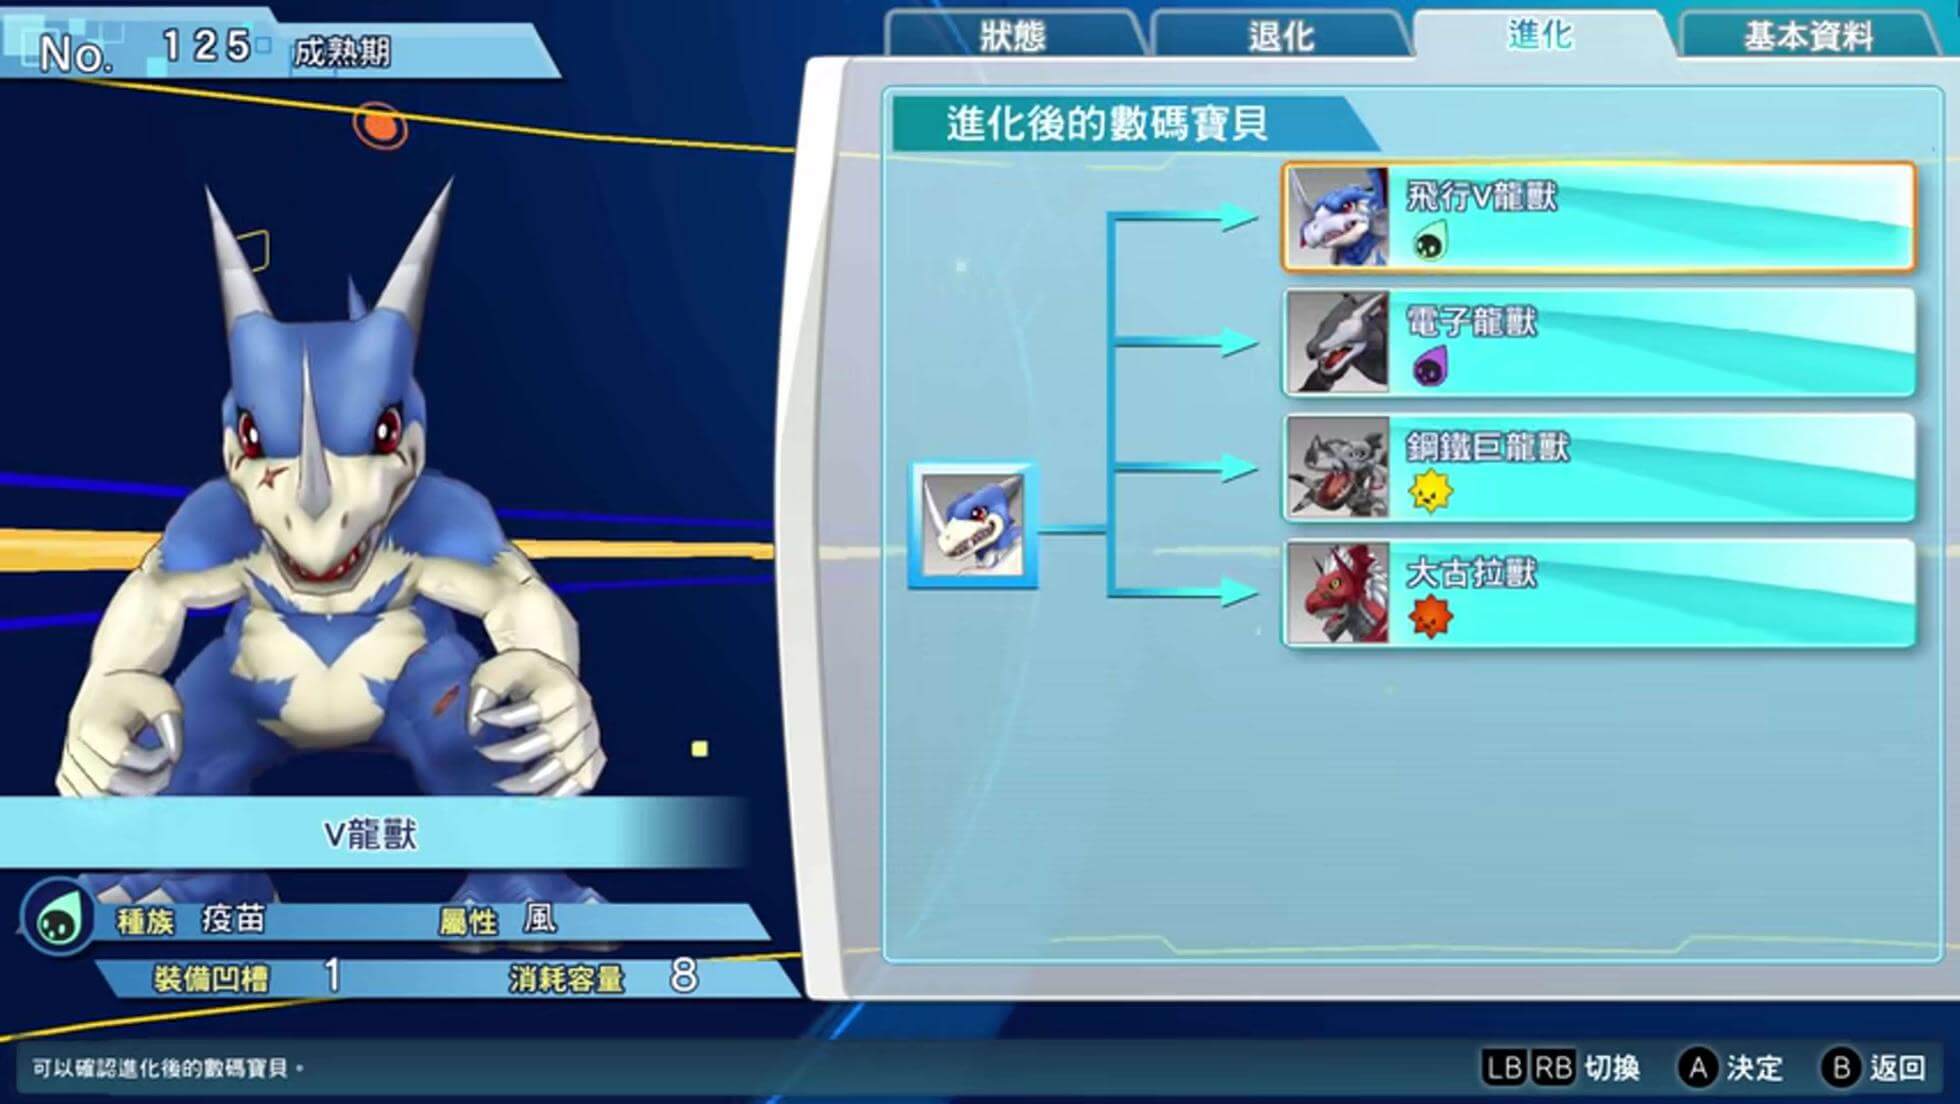 No. 125 成熟期
狀態 退化 進化 基本資料
進化後的數碼寶貝
飛行V龍獸
電子龍獸
鋼鐵巨龍獸
大古拉獸
V龍獸
種族 疫苗 屬性 風
裝備凹槽 1 消耗容量 8
可以確認進化後的數碼寶貝。
LB RB 切換 A 決定 B 返回